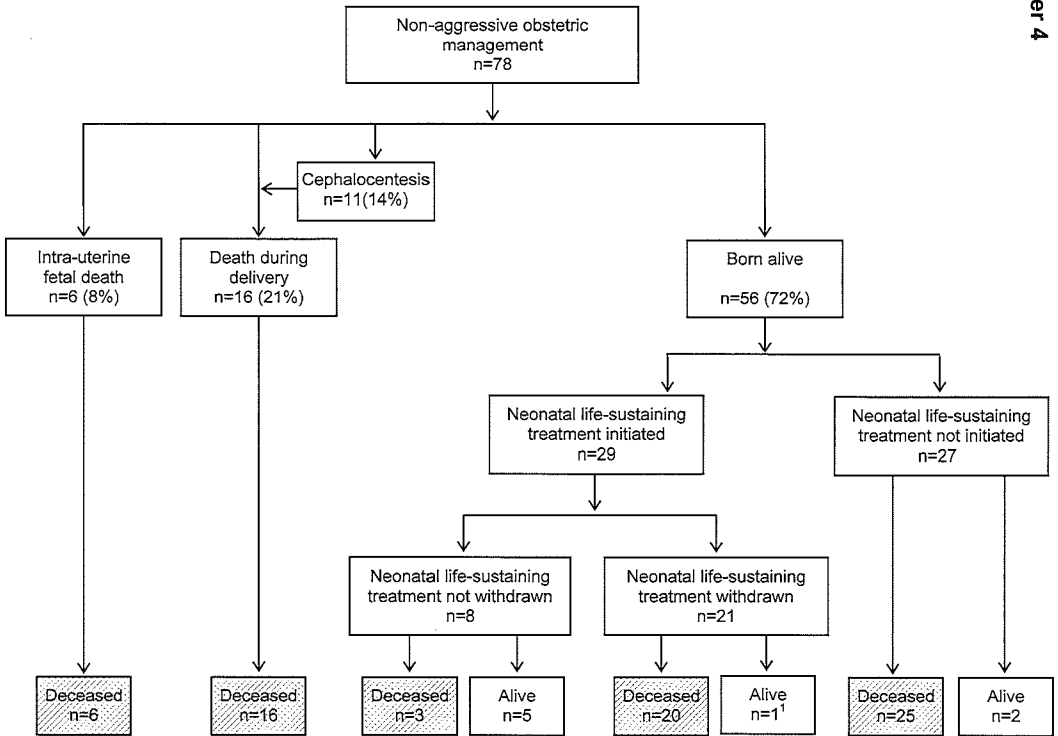 er 4
Non-aggressive obstetric
management
n=78
Cephalocentesis
n=11(14%)
Intra-uterine
fetal death
n=6 (8%)
Death during
delivery
n=16 (21%)
Born alive
n=56 (72%)
Neonatal life-sustaining
treatment initiated
n=29
Neonatal life-sustaining
treatment not initiated
n=27
Neonatal life-sustaining
treatment not withdrawn
n=8
Neonatal life-sustaining
treatment withdrawn
n=21
Deceased
n=6
Deceased
n=16
Deceased
n=3
Alive
n=5
Deceased
n=20
Alive
n=1¹
Deceased
n=25
Alive
n=2